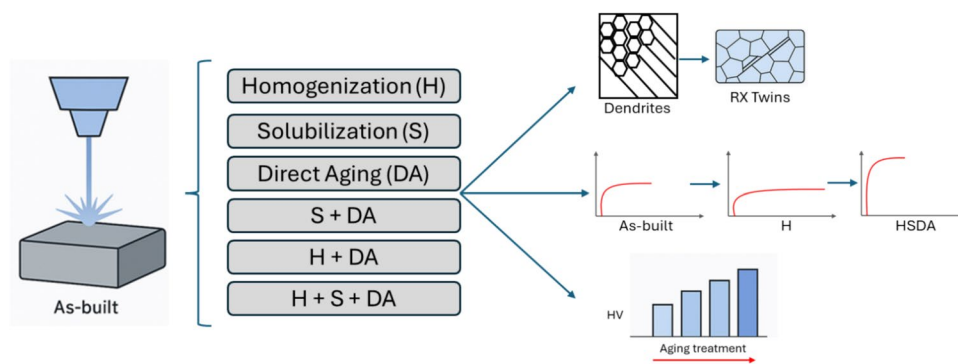 As-built
Homogenization (H)
Solubilization (S)
Direct Aging (DA)
S + DA
H + DA
H + S + DA
Dendrites
RX Twins
As-built
H
HSDA
HV
Aging treatment